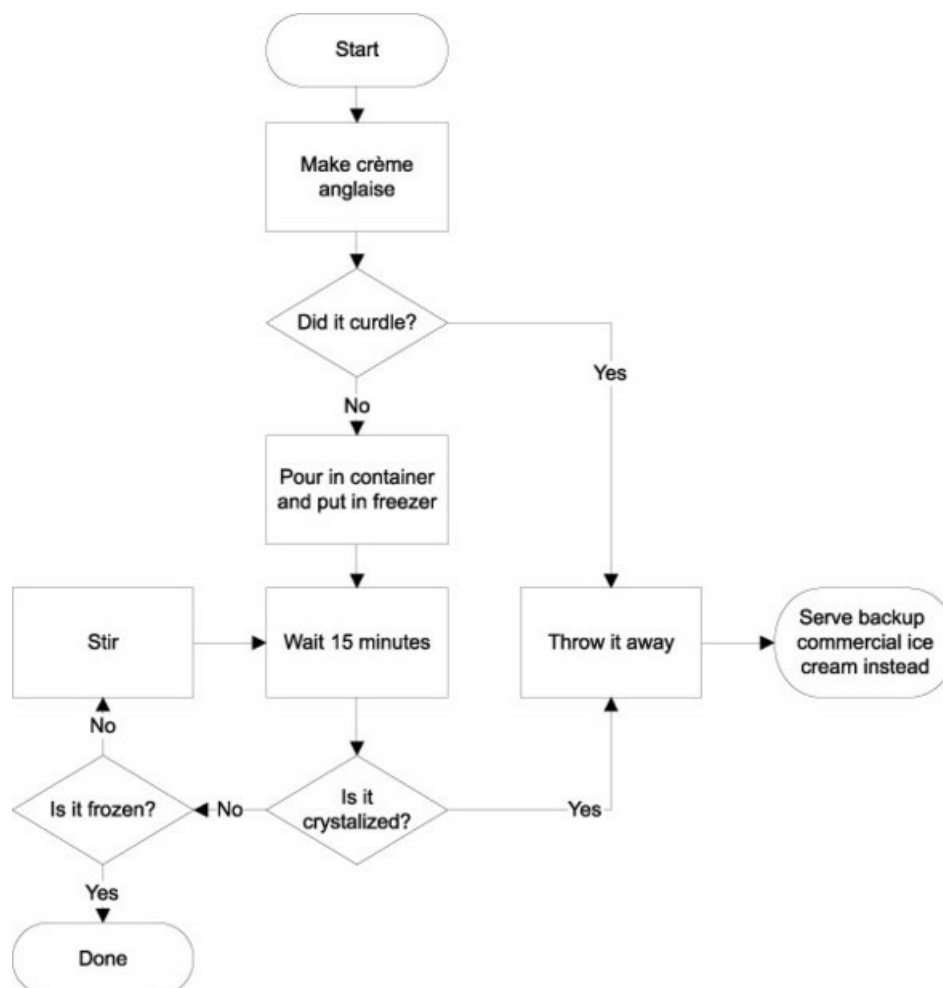 Start
Make crème
anglaise
Did it curdle?
Yes
No
Pour in container
and put in freezer
Stir
Wait 15 minutes
Throw it away
Serve backup
commercial ice
cream instead
No
Is it frozen?
No
Is it
crystalized?
Yes
Yes
Done